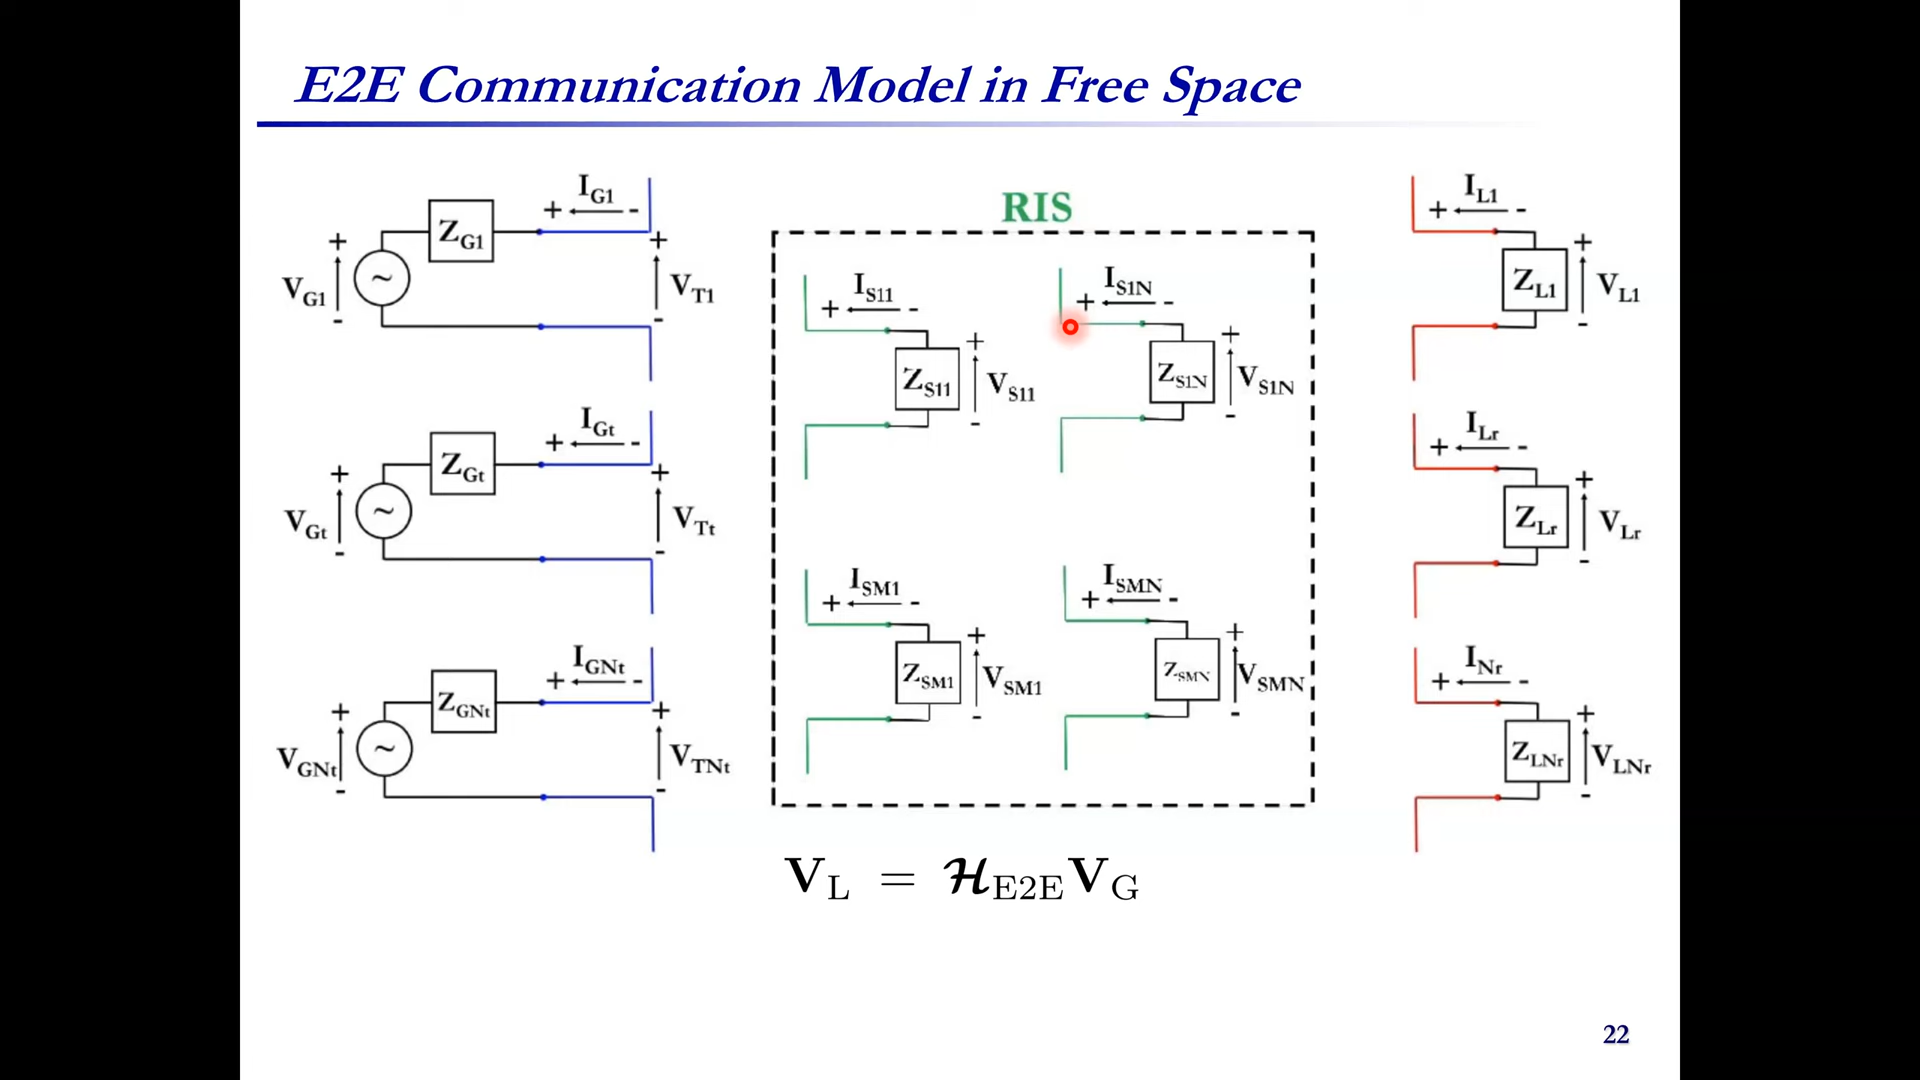 E2E Communication Model in Free Space
I_G1
+ -
Z_G1
+
V_G1
-
~
+
V_T1
-
I_Gt
+ -
Z_Gt
+
V_Gt
-
~
+
V_Tt
-
I_GNt
+ -
Z_GNt
+
V_GNt
-
~
+
V_TNt
-
RIS
I_S11
+ -
Z_S11
+
V_S11
-
I_S1N
+ -
Z_S1N
+
V_S1N
-
I_SM1
+ -
Z_SM1
+
V_SM1
-
I_SMN
+ -
Z_SMN
+
V_SMN
-
I_L1
+ -
Z_L1
+
V_L1
-
I_Lr
+ -
Z_Lr
+
V_Lr
-
I_Nr
+ -
Z_LNr
+
V_LNr
-
V_L = H_E2E V_G
22